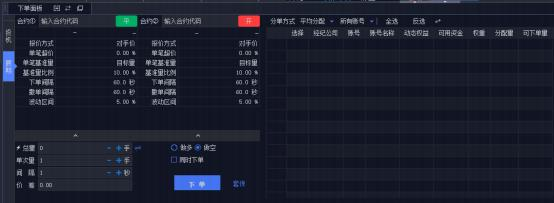 下单面板
合约① 输入合约代码 平 合约② 输入合约代码 开
分单方式 平均分配 所有账号 全选 反选
选择 经纪公司 账号 账号名称 动态权益 可用资金 权重 分配量 可下单量
投机
套利
报价方式 对手价 报价方式 对手价
单笔超价 0.00 % 单笔超价 0.00 %
单笔基准量 目标量 单笔基准量 目标量
基准量比例 10.00 % 基准量比例 10.00 %
下单间隔 60.0 秒 下单间隔 60.0 秒
撤单间隔 60.0 秒 撤单间隔 60.0 秒
波动区间 5.00 % 波动区间 5.00 %
总量 0 - + 手 做多 做空
单次量 1 - + 手 同时下单
间隔 1 - + 秒
价差 0.00 下单